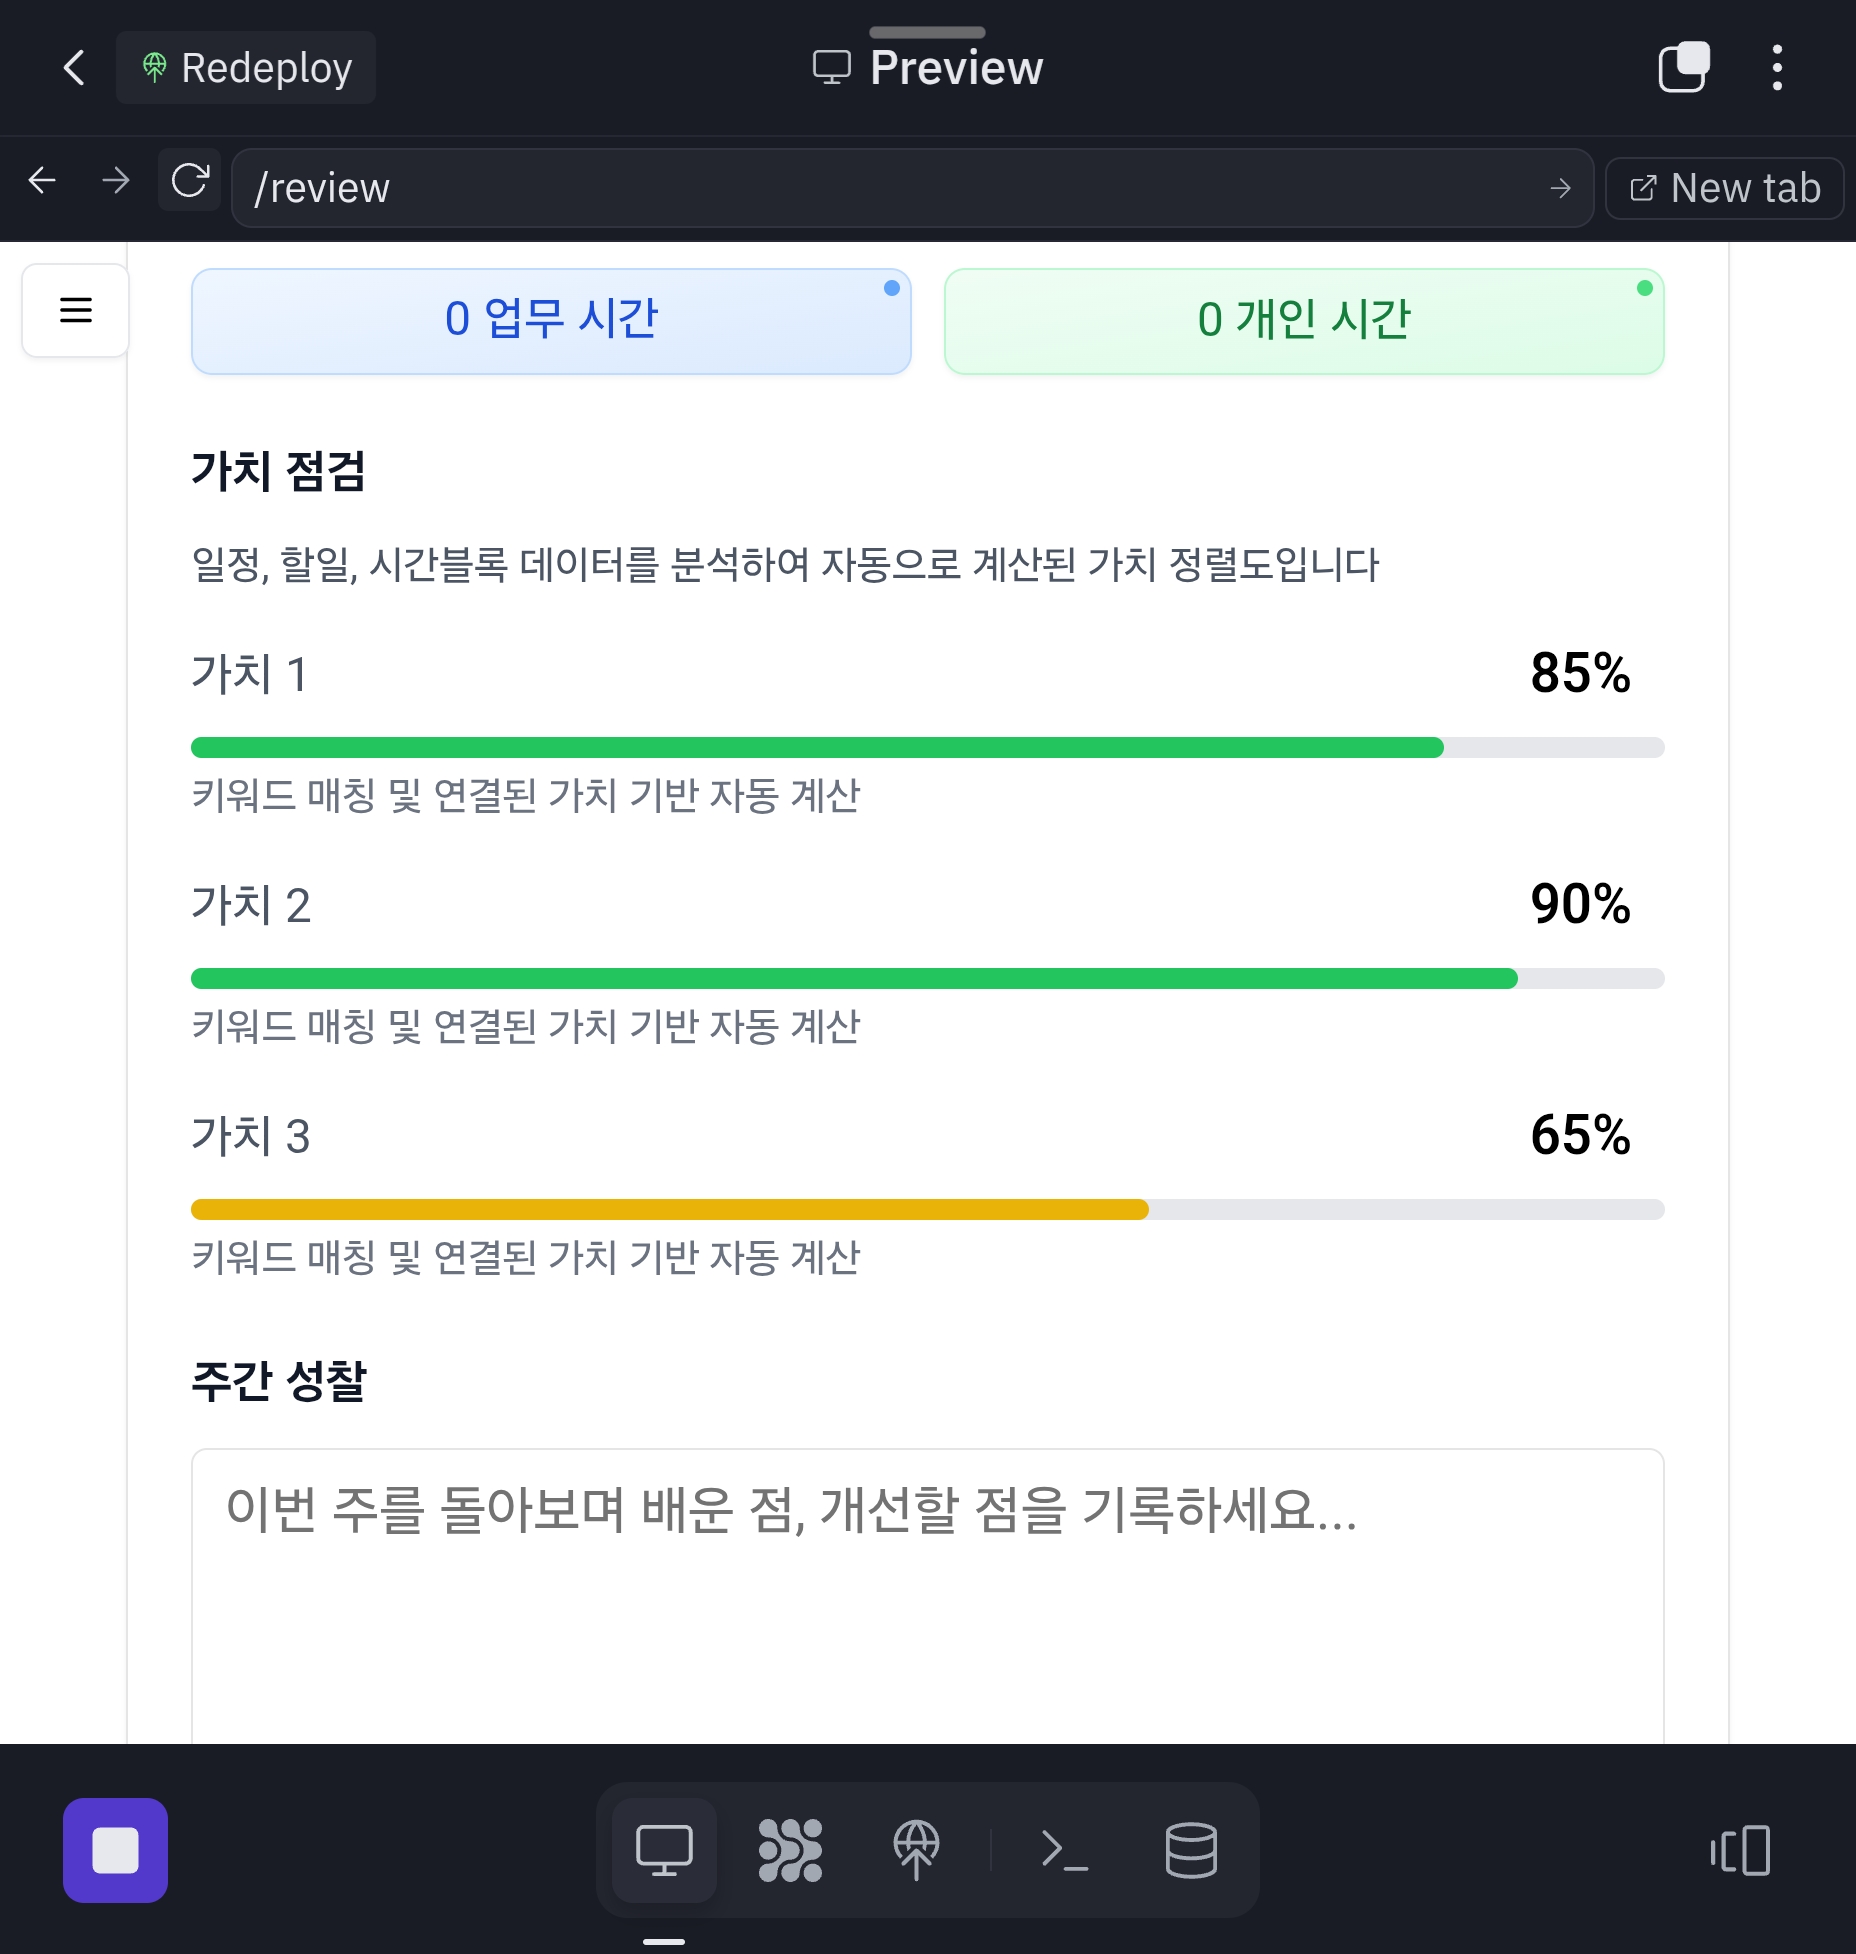 Redeploy
Preview
/review
New tab
0 업무 시간
0 개인 시간
가치 점검
일정, 할일, 시간블록 데이터를 분석하여 자동으로 계산된 가치 정렬도입니다
가치 1
85%
키워드 매칭 및 연결된 가치 기반 자동 계산
가치 2
90%
키워드 매칭 및 연결된 가치 기반 자동 계산
가치 3
65%
키워드 매칭 및 연결된 가치 기반 자동 계산
주간 성찰
이번 주를 돌아보며 배운 점, 개선할 점을 기록하세요...